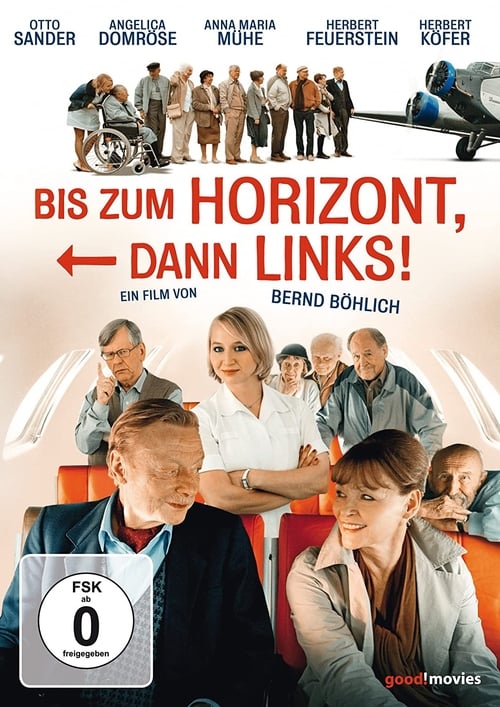 OTTO SANDER
ANGELICA DOMRÖSE
ANNA MARIA MÜHE
HERBERT FEUERSTEIN
HERBERT KÖFER
BIS ZUM HORIZONT,
← DANN LINKS!
EIN FILM VON BERND BÖHLICH
FSK
ab
0
freigegeben
good!movies